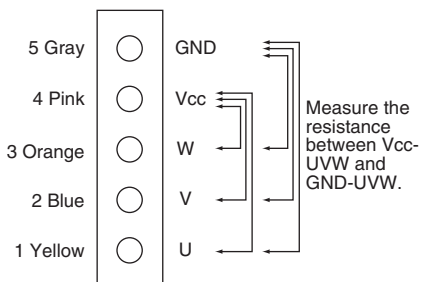 5 Gray GND
4 Pink Vcc
3 Orange W
2 Blue V
1 Yellow U
Measure the
resistance
between Vcc-
UVW and
GND-UVW.